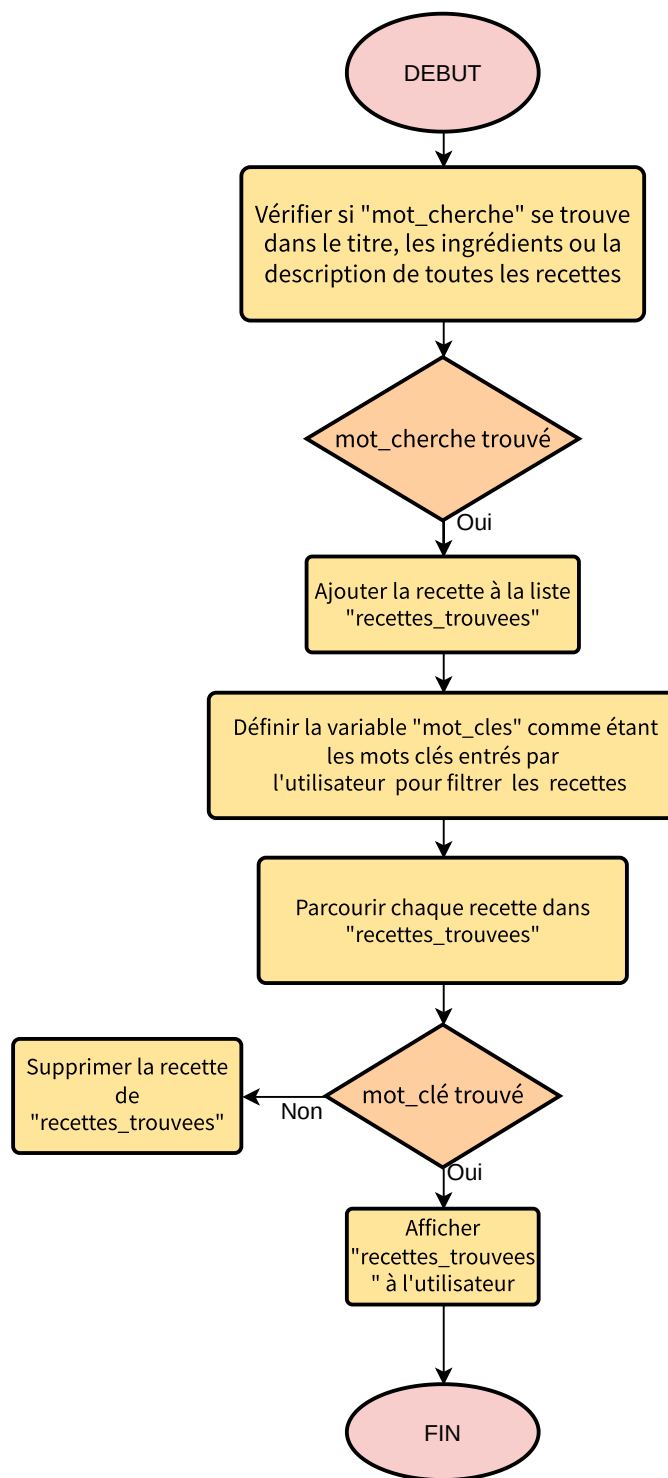 DEBUT
Vérifier si "mot_cherche" se trouve
dans le titre, les ingrédients ou la
description de toutes les recettes
mot_cherche trouvé
Oui
Ajouter la recette à la liste
"recettes_trouvees"
Définir la variable "mot_cles" comme étant
les mots clés entrés par
l'utilisateur pour filtrer les recettes
Parcourir chaque recette dans
"recettes_trouvees"
mot_clé trouvé
Non
Supprimer la recette
de
"recettes_trouvees"
Oui
Afficher
"recettes_trouvees
" à l'utilisateur
FIN